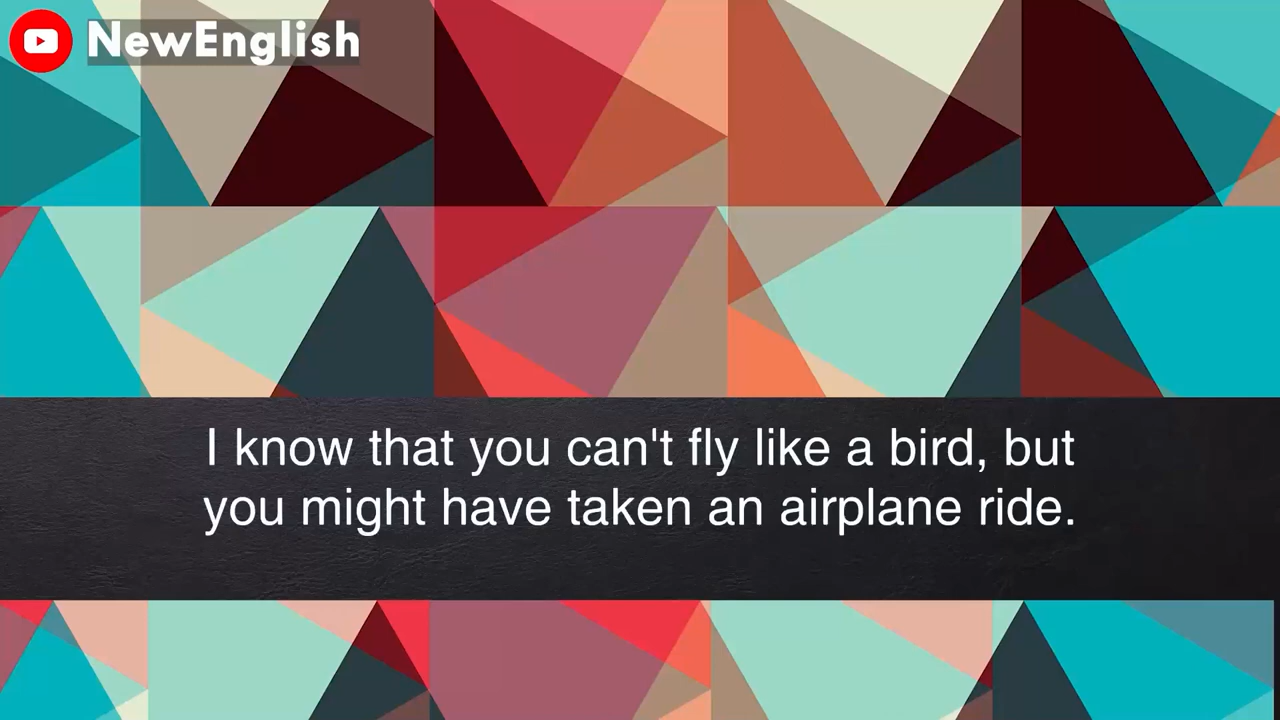 NewEnglish
I know that you can't fly like a bird, but
you might have taken an airplane ride.